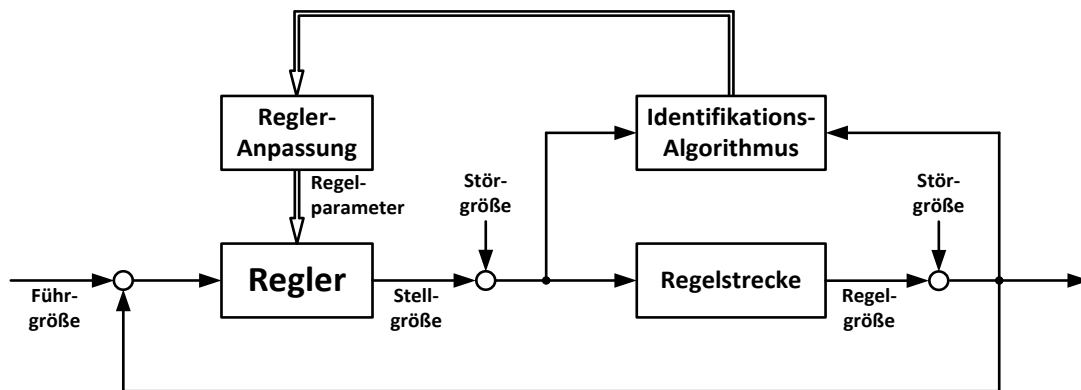 Regler-
Anpassung
Identifikations-
Algorithmus
Regel-
parameter
Stör-
größe
Stör-
größe
Regler
Regelstrecke
Führ-
größe
Stell-
größe
Regel-
größe